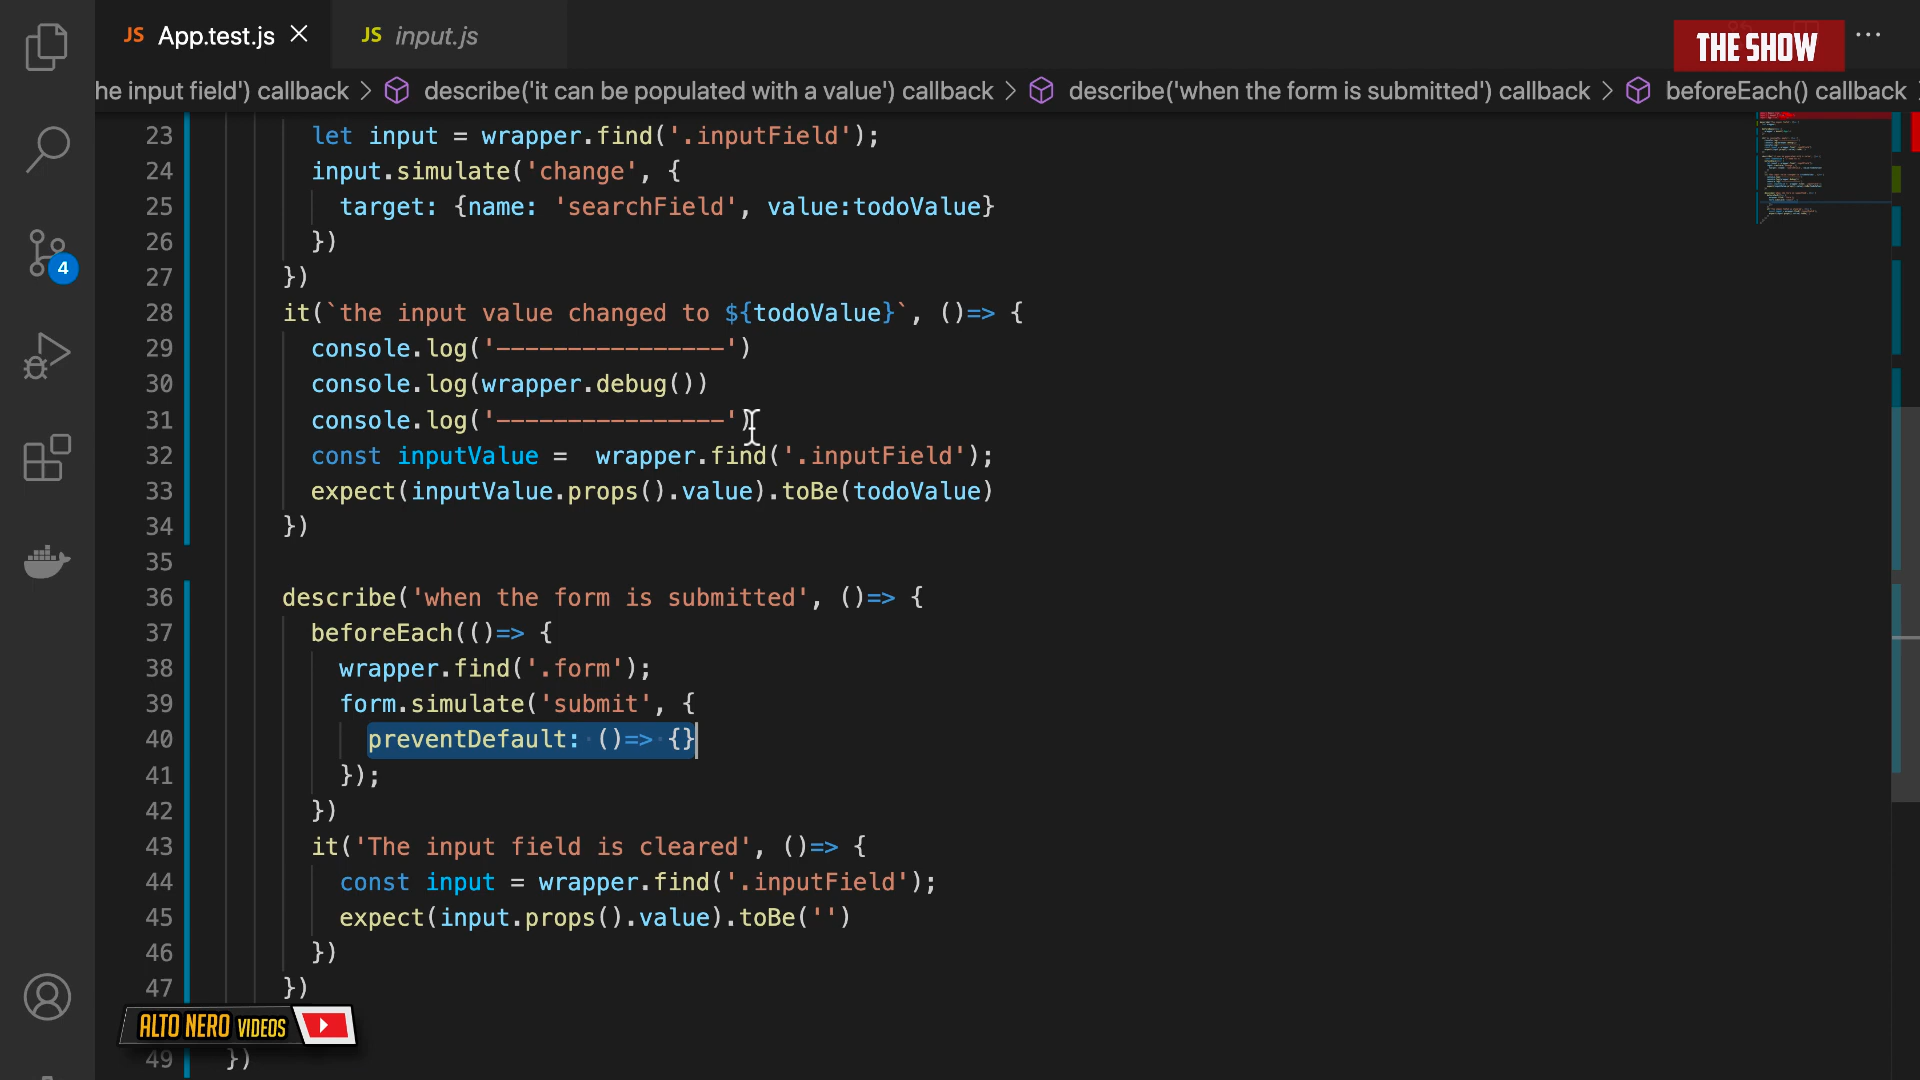 JS App.test.js
JS input.js
THE SHOW
he input field') callback > describe('it can be populated with a value') callback > describe('when the form is submitted') callback > beforeEach() callback
23 let input = wrapper.find('.inputField');
24 input.simulate('change', {
25 target: {name: 'searchField', value:todoValue}
26 })
27 })
28 it(`the input value changed to ${todoValue}`, ()=> {
29 console.log('————————————————')
30 console.log(wrapper.debug())
31 console.log('————————————————')
32 const inputValue =  wrapper.find('.inputField');
33 expect(inputValue.props().value).toBe(todoValue)
34 })
35
36 describe('when the form is submitted', ()=> {
37 beforeEach(()=> {
38 wrapper.find('.form');
39 form.simulate('submit', {
40 preventDefault: ()=> {}
41 });
42 })
43 it('The input field is cleared', ()=> {
44 const input = wrapper.find('.inputField');
45 expect(input.props().value).toBe('')
46 })
47 })
49 })
4
ALTO NERO VIDEOS